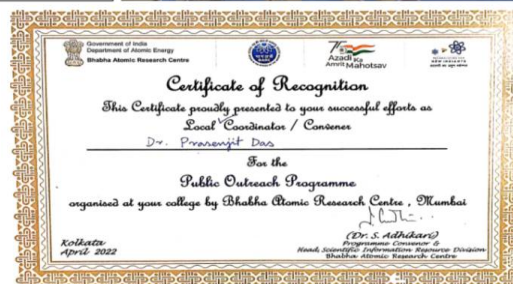 Government of India
Department of Atomic Energy
Bhabha Atomic Research Centre
75
Azadi Ka
Amrit Mahotsav
Certificate of Recognition
This Certificate proudly presented to your successful efforts as
Local Coordinator / Convener
Dr. Prasenjit Das
For the
Public Outreach Programme
organised at your college by Bhabha Atomic Research Centre , Mumbai
(Dr. S. Adhikari)
Kolkata
April 2022
Programme Convenor &
Head, Scientific Information Resource Division
Bhabha Atomic Research Centre